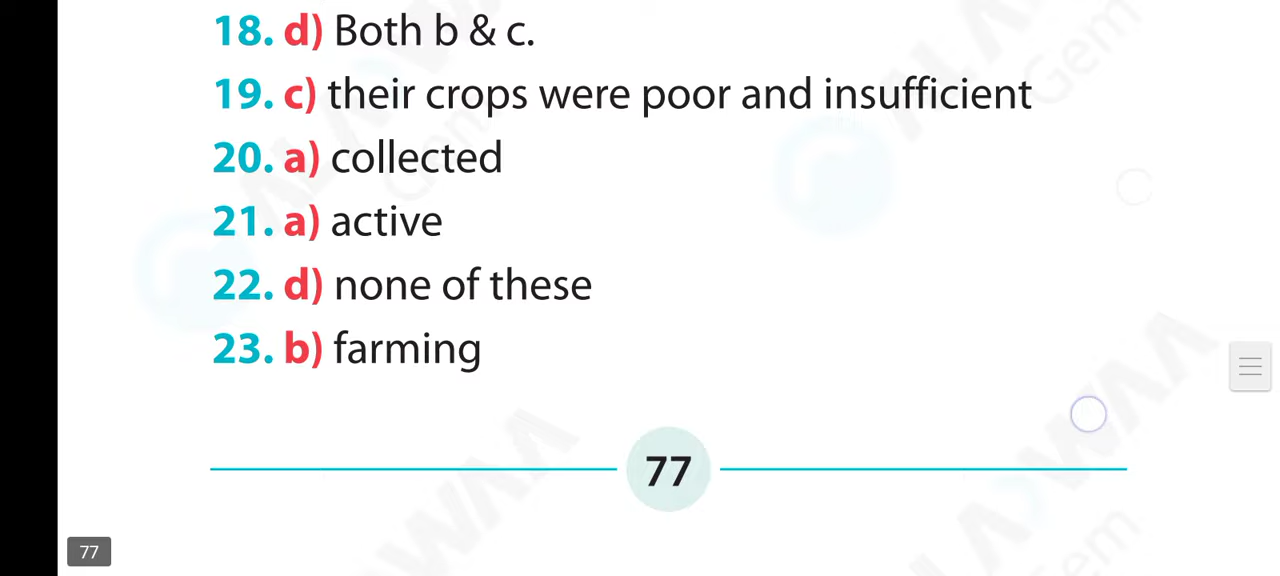 18. d) Both b & c.
19. c) their crops were poor and insufficient
20. a) collected
21. a) active
22. d) none of these
23. b) farming
77
77